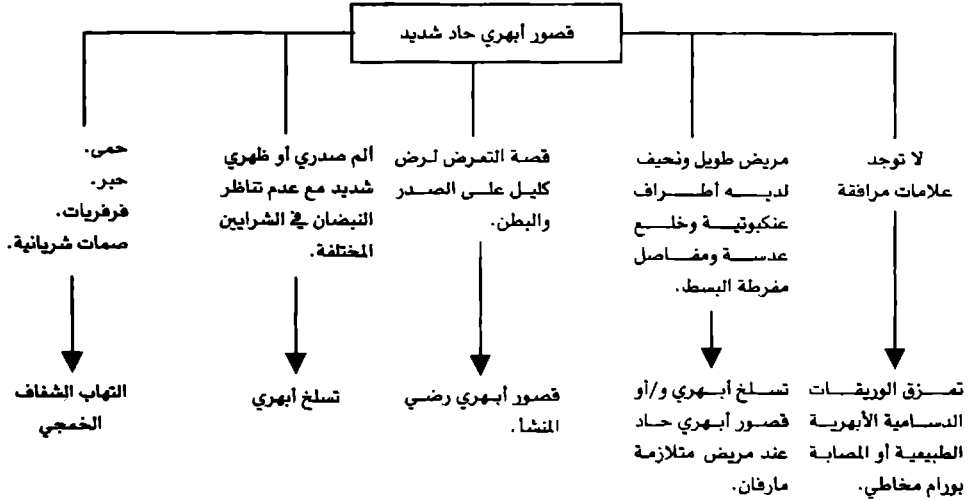 قصور أبهري حاد شديد
لا توجد
علامات مرافقة
مريض طويل ونحيف
لديه أطراف
عنكبوتية وخلع
عدسة ومفاصل
مفرطة البسط.
قصة التعرض لرض
كليل على الصدر
والبطن.
ألم صدري أو ظهري
شديد مع عدم تناظر
النبضان في الشرايين
المختلفة.
حمى.
حبر.
فرفريات.
صمات شريانية.
تمزق الوريقات
الدسامية الأبهرية
الطبيعية أو المصابة
بورام مخاطي.
تسلخ أبهري و/أو
قصور أبهري حاد
عند مريض متلازمة
مارفان.
قصور أبهري رضي
المنشأ.
تسلخ أبهري
التهاب الشفاف
الخمجي